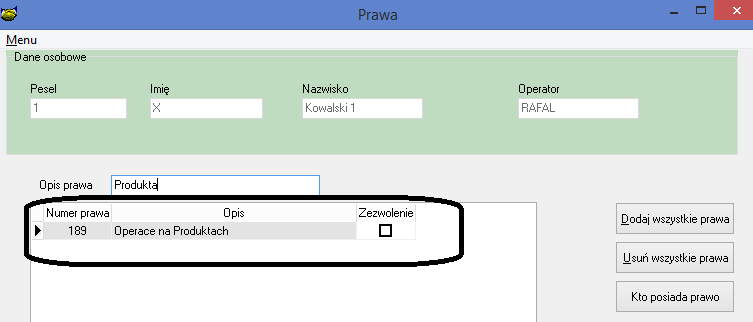 Prawa
Menu
Dane osobowe
Pesel Imię Nazwisko Operator
1 X Kowalski 1 RAFAL
Opis prawa Produkta
Numer prawa Opis Zezwolenie
189 Operace na Produktach
Dodaj wszystkie prawa
Usuń wszystkie prawa
Kto posiada prawo